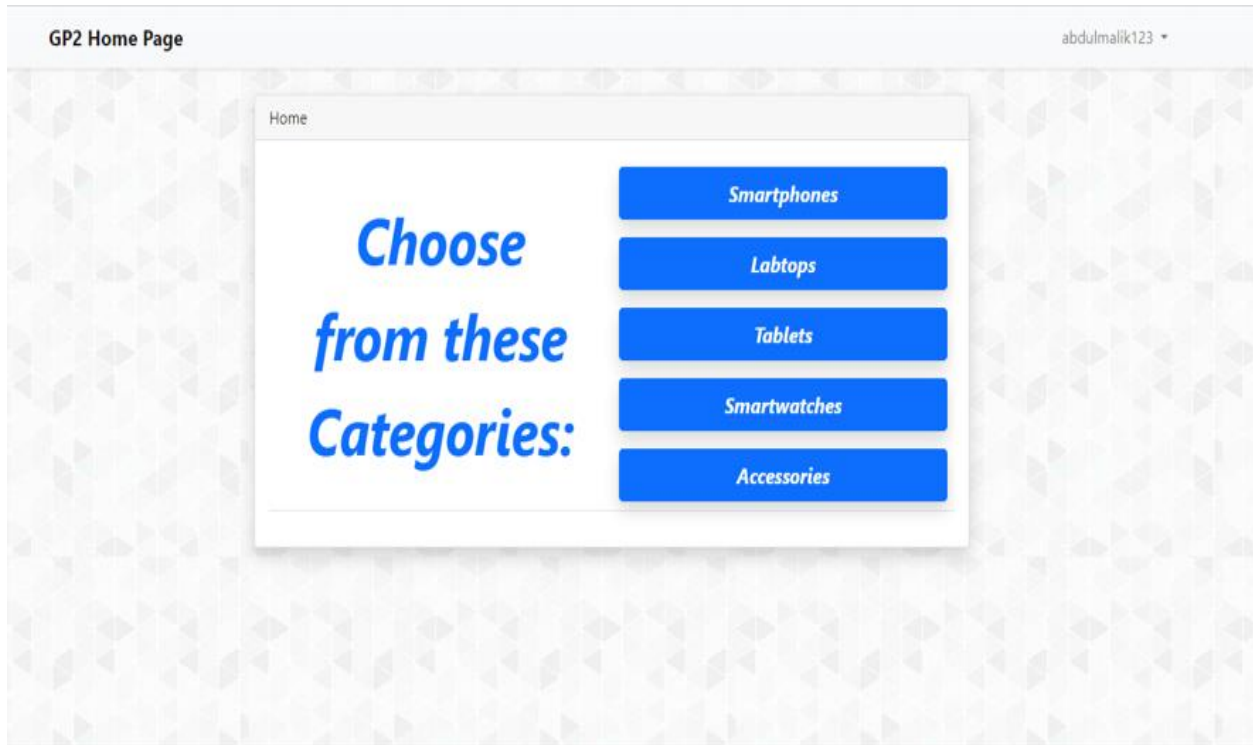 GP2 Home Page
abdulmalik123
Home
Choose
from these
Categories:
Smartphones
Labtops
Tablets
Smartwatches
Accessories